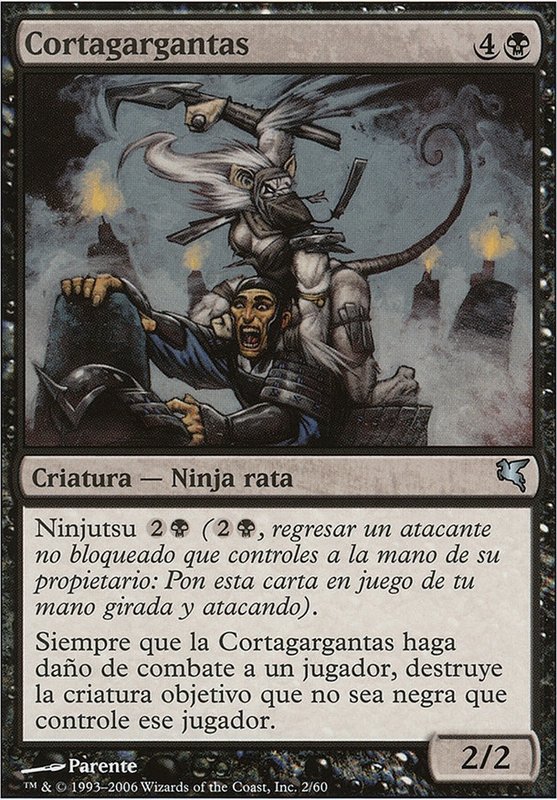 Cortagargantas 4
Criatura — Ninja rata
Ninjutsu 2 ( 2 , regresar un atacante
no bloqueado que controles a la mano de su
propietario: Pon esta carta en juego de tu
mano girada y atacando).
Siempre que la Cortagargantas haga
daño de combate a un jugador, destruye
la criatura objetivo que no sea negra que
controle ese jugador.
2/2
Parente
™ & © 1993–2006 Wizards of the Coast, Inc. 2/60